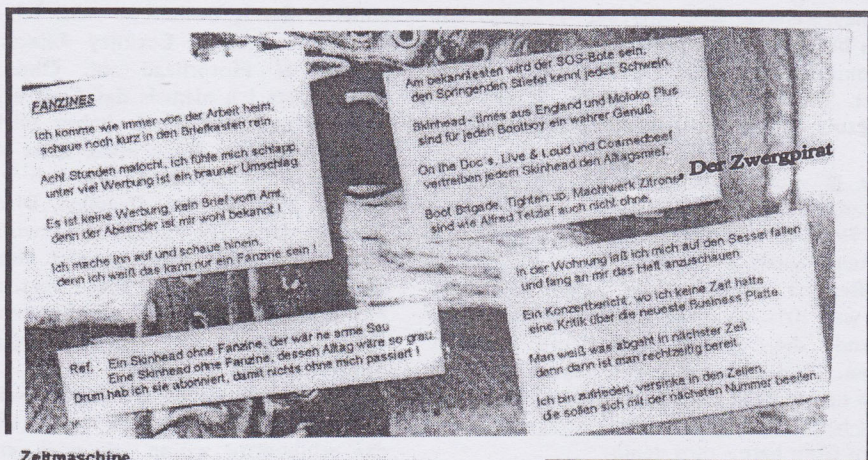 FANZINES
Ich komme wie immer von der Arbeit heim,
schaue noch kurz in den Briefkasten rein.
Acht Stunden malocht, ich fühle mich schlapp,
unter viel Werbung ist ein brauner Umschlag.
Es ist keine Werbung, kein Brief vom Amt,
denn der Absender ist mir wohl bekannt !
Ich mache ihn auf und schaue hinein,
denn ich weiß das kann nur ein Fanzine sein !
Ref. : Ein Skinhead ohne Fanzine, der wär ne arme Sau
Eine Skinhead ohne Fanzine, dessen Alltag wäre so grau.
Drum hab ich sie abonniert, damit nichts ohne mich passiert !
Am bekanntesten wird der SOS-Bote sein,
den Springenden Stiefel kennt jedes Schwein.
Skinhead - times aus England und Moloko Plus
sind für jeden Bootboy ein wahrer Genuß.
On the Doc´s, Live & Loud und Coarnedbeef
vertreiben jedem Skinhead den Alltagsmief.
Boot Brigade, Tighten up, Machtwerk Zitrone, Der Zwergpirat
sind wie Alfred Tetzlaf auch nicht ohne.
In der Wohnung laß ich mich auf den Sessel fallen
und fang an mir das Heft anzuschauen.
Ein Konzertbericht, wo ich keine Zeit hatte
eine Kritik über die neueste Business Platte.
Man weiß was abgeht in nächster Zeit
denn dann ist man rechtzeitig bereit.
Ich bin zufrieden, versinke in den Zeilen,
die sollen sich mit der nächsten Nummer beeilen.
Zeitmaschine